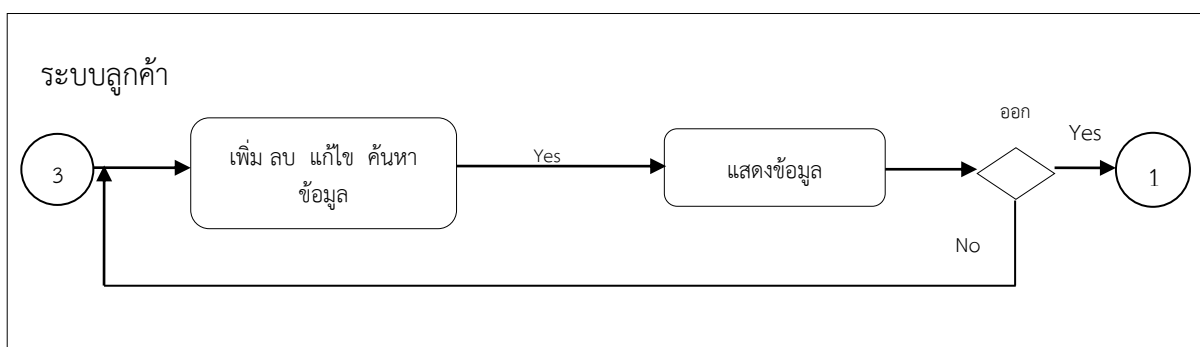 ระบบลูกค้า
ออก
Yes
3
เพิ่ม ลบ แก้ไข ค้นหา
ข้อมูล
Yes
แสดงข้อมูล
1
No